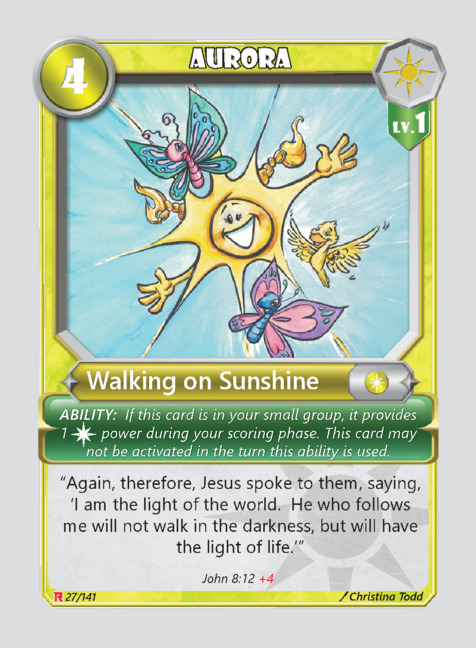 4
AURORA
LV.1
Walking on Sunshine
ABILITY: If this card is in your small group, it provides
1 power during your scoring phase. This card may
not be activated in the turn this ability is used.
“Again, therefore, Jesus spoke to them, saying,
‘I am the light of the world. He who follows
me will not walk in the darkness, but will have
the light of life.’”
John 8:12 +4
R 27/141
Christina Todd